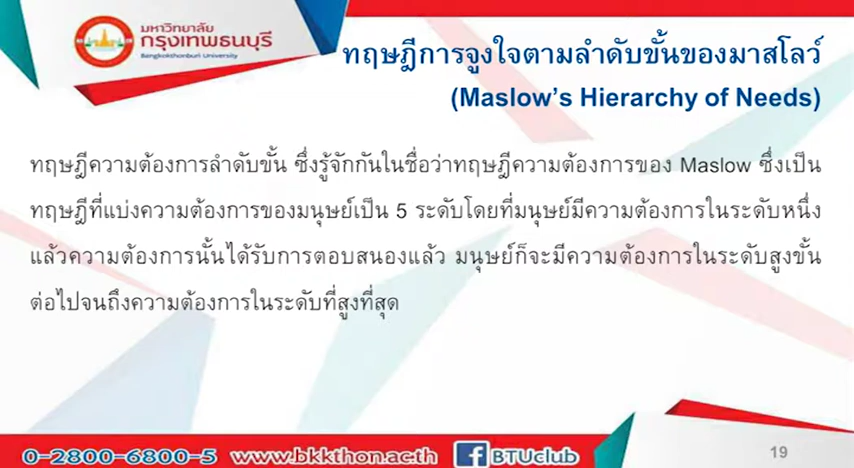 มหาวิทยาลัย
กรุงเทพธนบุรี
Bangkokthonburi University
ทฤษฎีการจูงใจตามลำดับขั้นของมาสโลว์
(Maslow's Hierarchy of Needs)
ทฤษฎีความต้องการลำดับขั้น ซึ่งรู้จักกันในชื่อว่าทฤษฎีความต้องการของ Maslow ซึ่งเป็น
ทฤษฎีที่แบ่งความต้องการของมนุษย์เป็น 5 ระดับโดยที่มนุษย์มีความต้องการในระดับหนึ่ง
แล้วความต้องการนั้นได้รับการตอบสนองแล้ว มนุษย์ก็จะมีความต้องการในระดับสูงขั้น
ต่อไปจนถึงความต้องการในระดับที่สูงที่สุด
0-2800-6800-5 www.bkkthon.ac.th f BTUclub
19